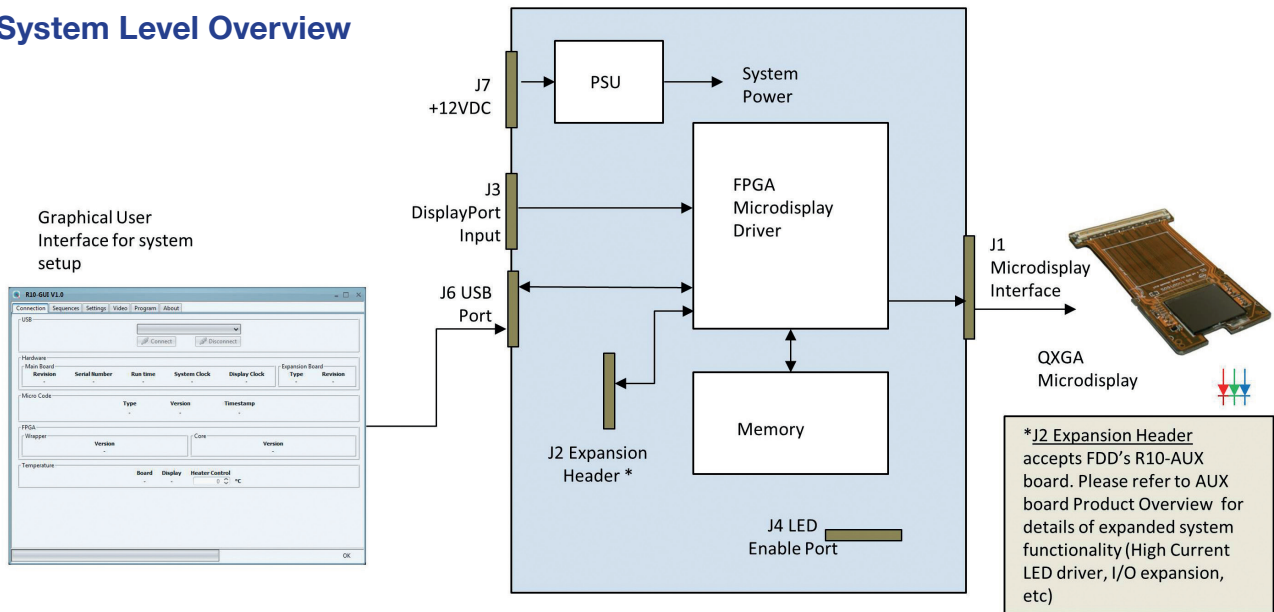 System Level Overview
J7
+12VDC
PSU
System
Power
J3
DisplayPort
Input
FPGA
Microdisplay
Driver
Graphical User
Interface for system
setup
J6 USB
Port
J1
Microdisplay
Interface
R10-GUI V1.0
Connection Sequences Settings Video Program About
USB
Connect Disconnect
Hardware
Main Board
Revision Serial Number Run time System Clock Display Clock
- - - - -
Expansion Board
Type Revision
- -
Micro Code
Type Version Timestamp
- - -
FPGA
Wrapper
Version
-
Core
Version
-
Temperature
Board Display Heater Control
- - 0 °C
OK
J2 Expansion
Header *
Memory
J4 LED
Enable Port
QXGA
Microdisplay
*J2 Expansion Header
accepts FDD's R10-AUX
board. Please refer to AUX
board Product Overview for
details of expanded system
functionality (High Current
LED driver, I/O expansion,
etc)